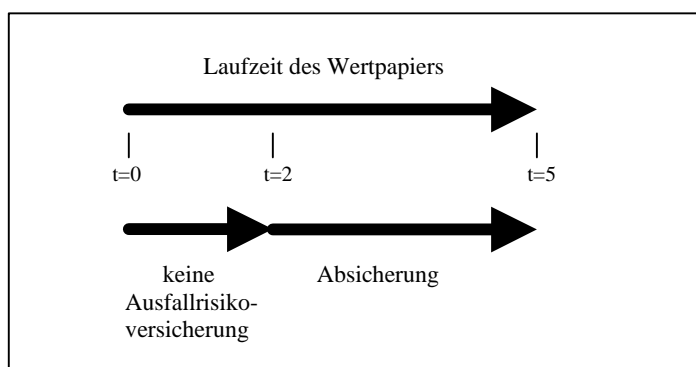 Laufzeit des Wertpapiers
t=0 t=2 t=5
keine Absicherung
Ausfallrisiko-
versicherung